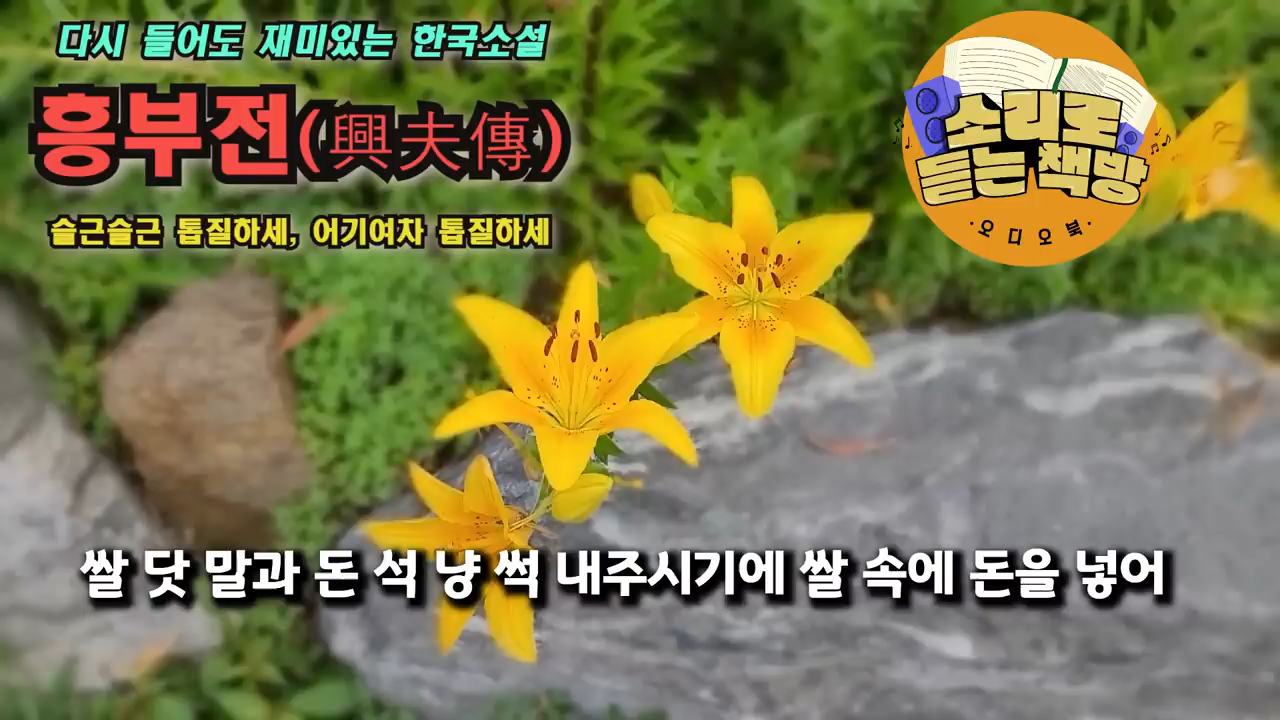 다시 들어도 재미있는 한국소설
흥부전(興夫傳)
슬근슬근 톱질하세, 어기여차 톱질하세
소리로
듣는 책방
·오디오북·
쌀 닷 말과 돈 석 냥 썩 내주시기에 쌀 속에 돈을 넣어